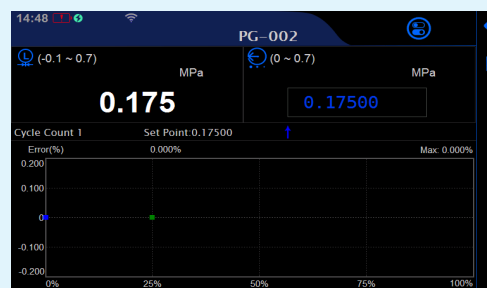 14:48
PG-002
(-0.1 ~ 0.7)
MPa
(0 ~ 0.7)
MPa
0.175
0.17500
Cycle Count 1 Set Point:0.17500
Error(%) 0.000% Max: 0.000%
0.200
0.100
0
-0.100
-0.200
0% 25% 50% 75% 100%